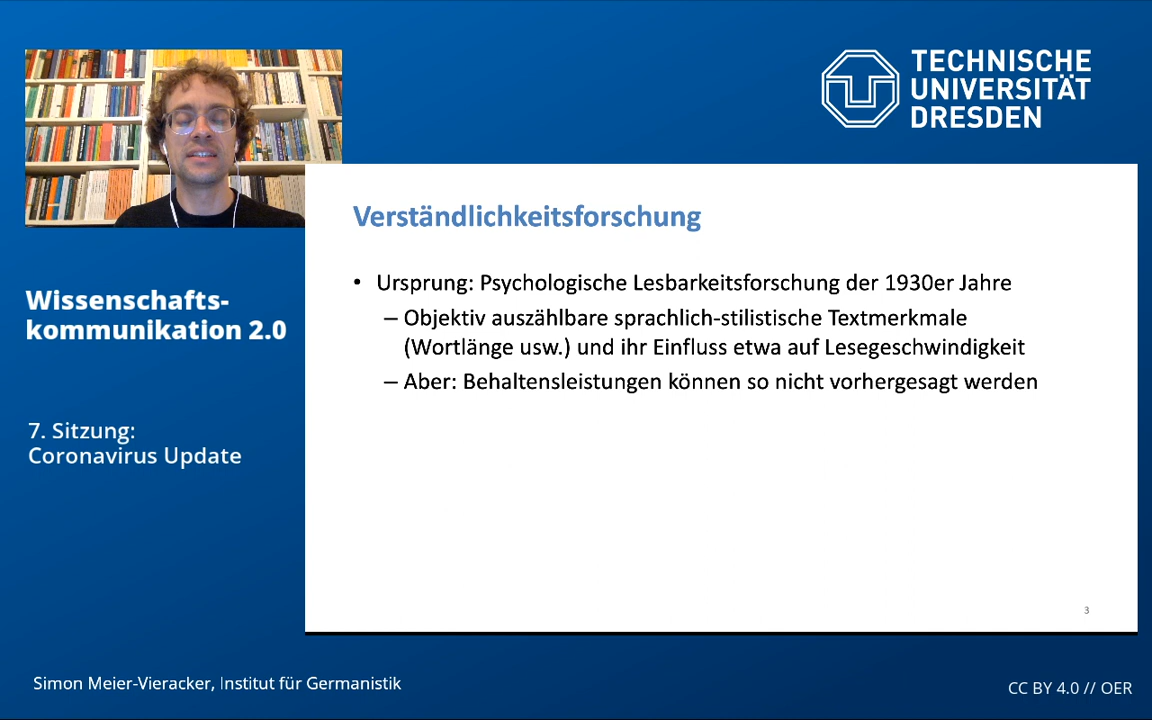 TECHNISCHE
UNIVERSITÄT
DRESDEN
Verständlichkeitsforschung
• Ursprung: Psychologische Lesbarkeitsforschung der 1930er Jahre
– Objektiv auszählbare sprachlich-stilistische Textmerkmale
(Wortlänge usw.) und ihr Einfluss etwa auf Lesegeschwindigkeit
– Aber: Behaltensleistungen können so nicht vorhergesagt werden
3
Wissenschafts-
kommunikation 2.0
7. Sitzung:
Coronavirus Update
Simon Meier-Vieracker, Institut für Germanistik
CC BY 4.0 // OER